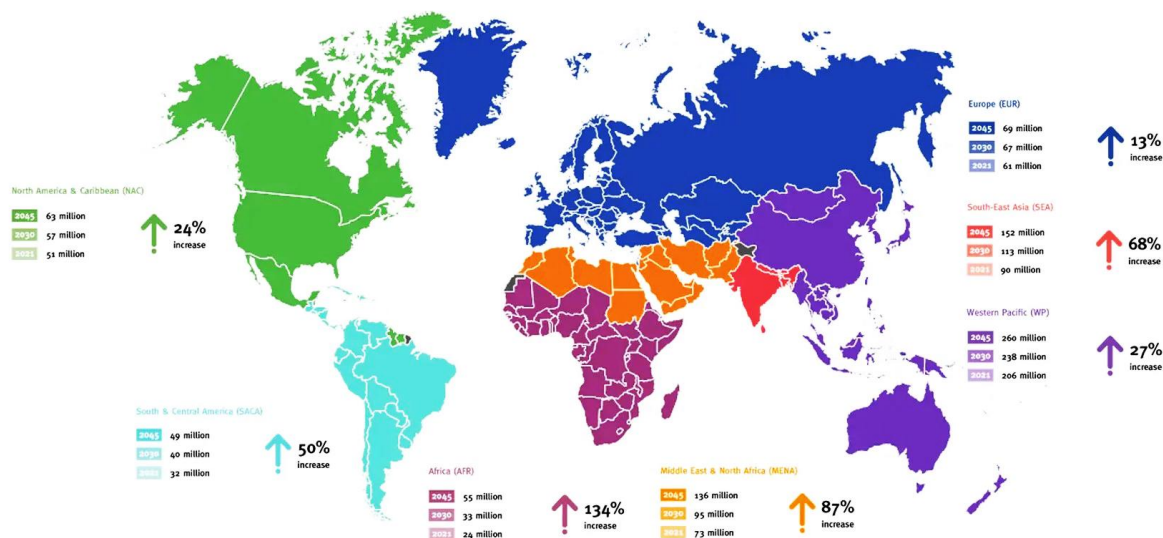 North America & Caribbean (NAC)
2045 63 million
2030 57 million
2021 51 million
24%
increase
South & Central America (SACA)
2045 49 million
2030 40 million
2021 32 million
50%
increase
Africa (AFR)
2045 55 million
2030 33 million
2021 24 million
134%
increase
Middle East & North Africa (MENA)
2045 136 million
2030 95 million
2021 73 million
87%
increase
Europe (EUR)
2045 69 million
2030 67 million
2021 61 million
13%
increase
South-East Asia (SEA)
2045 152 million
2030 113 million
2021 90 million
68%
increase
Western Pacific (WP)
2045 260 million
2030 238 million
2021 206 million
27%
increase